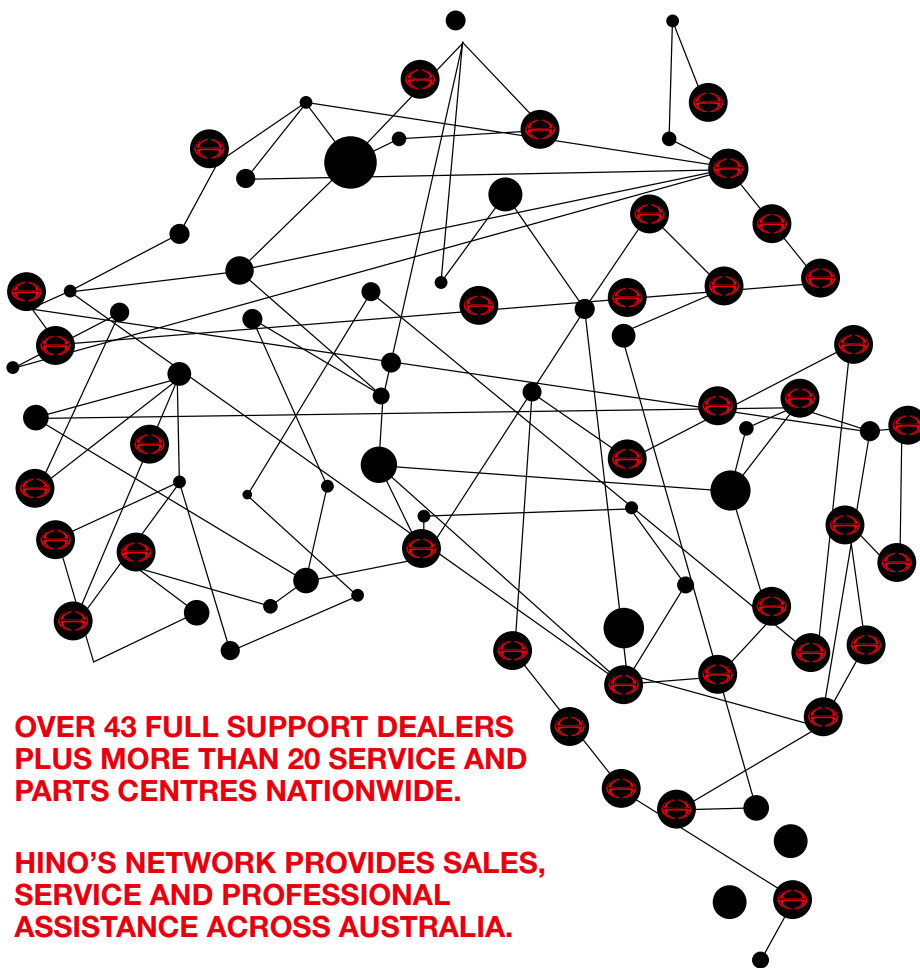 OVER 43 FULL SUPPORT DEALERS
PLUS MORE THAN 20 SERVICE AND
PARTS CENTRES NATIONWIDE.
HINO’S NETWORK PROVIDES SALES,
SERVICE AND PROFESSIONAL
ASSISTANCE ACROSS AUSTRALIA.